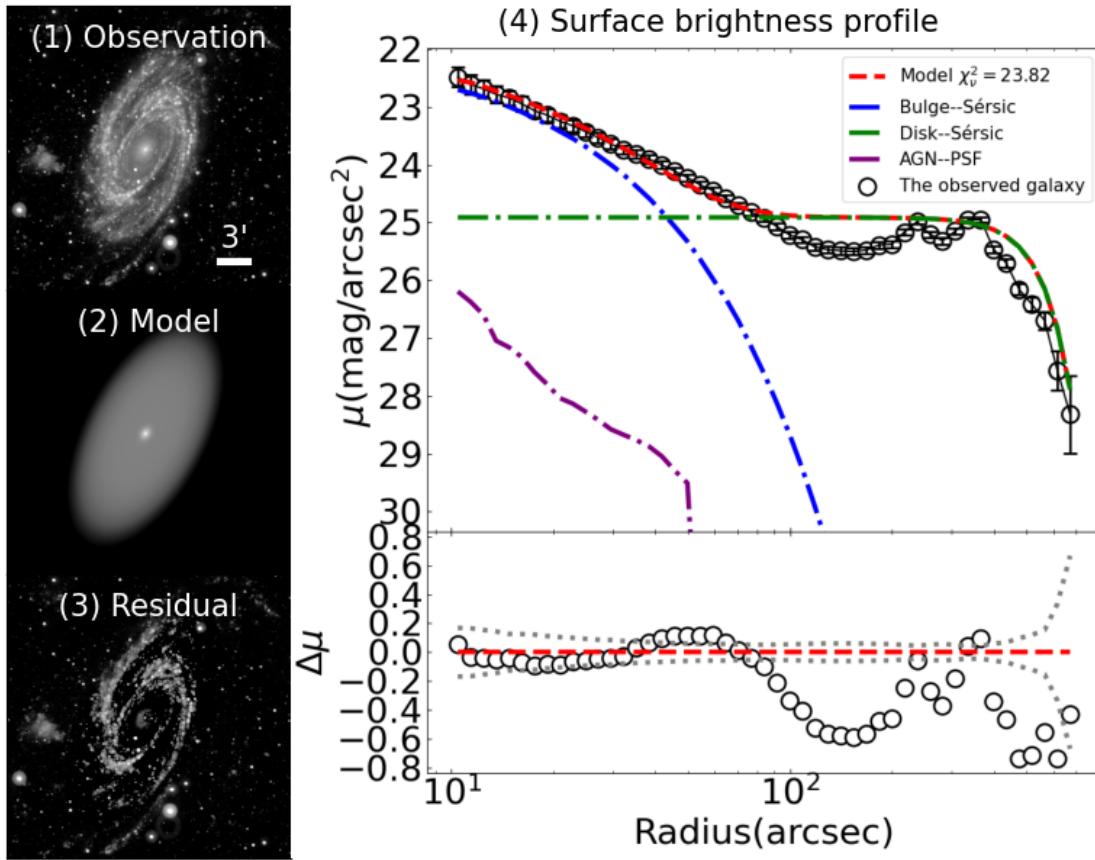 (1) Observation
3'
(2) Model
(3) Residual
(4) Surface brightness profile
22
23
24
25
26
27
28
29
30
μ(mag/arcsec²)
Model χ²ᵥ = 23.82
Bulge--Sérsic
Disk--Sérsic
AGN--PSF
The observed galaxy
0.8
0.6
0.4
0.2
0.0
−0.2
−0.4
−0.6
−0.8
Δμ
10¹
10²
Radius(arcsec)